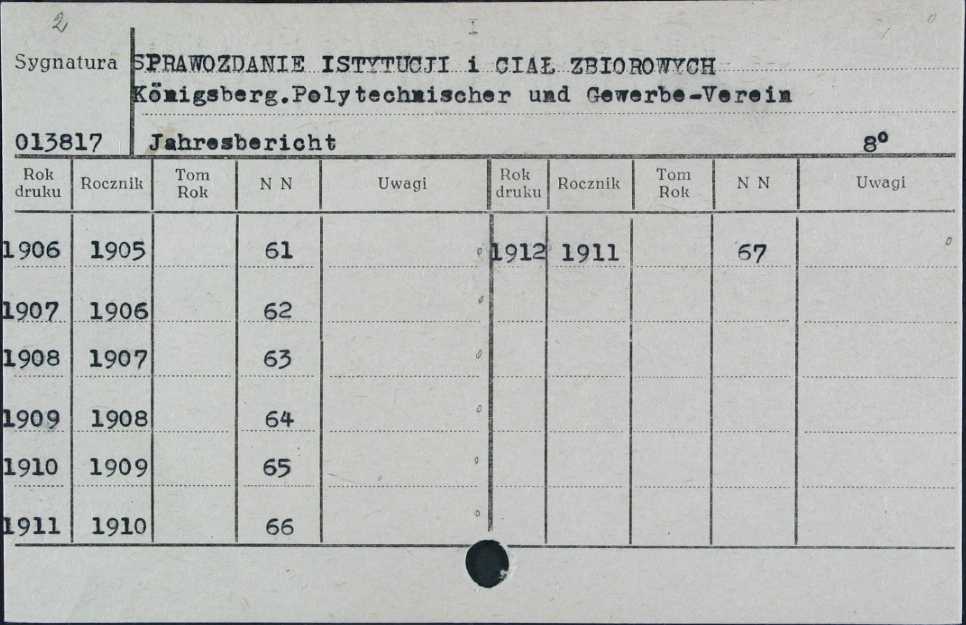 2
Sygnatura SPRAWOZDANIE ISTYTUCJI i CIAŁ ZBIOROWYCH
Königsberg.Polytechnischer und Gewerbe-Verein
013817 Jahresbericht 8º
Rok druku Rocznik Tom Rok N N Uwagi Rok druku Rocznik Tom Rok N N Uwagi
1906 1905 61 1912 1911 67
1907 1906 62
1908 1907 63
1909 1908 64
1910 1909 65
1911 1910 66